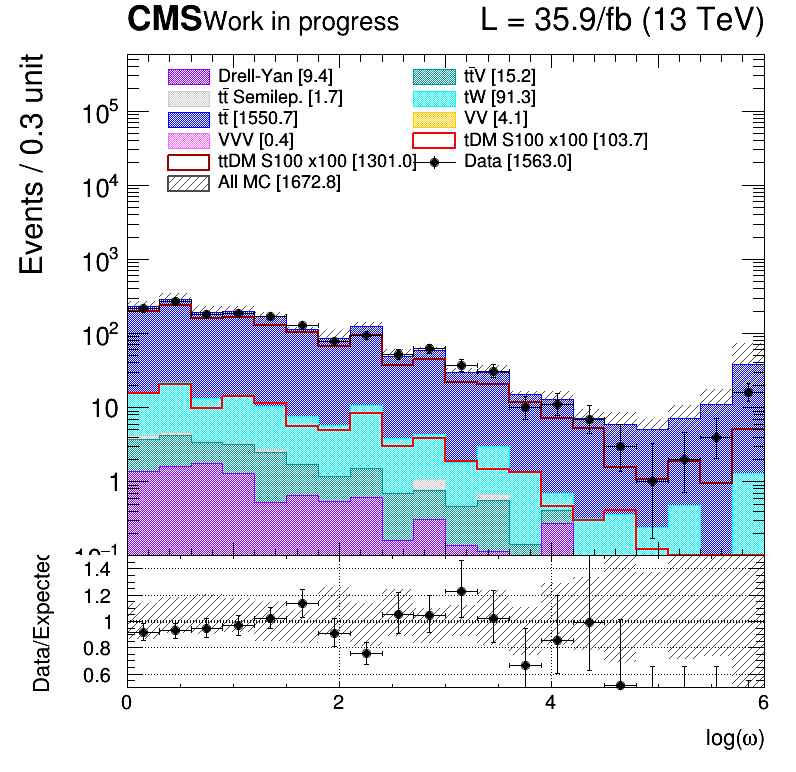 CMS Work in progress L = 35.9/fb (13 TeV)
Events / 0.3 unit
Drell-Yan [9.4] tt̄V [15.2]
tt̄ Semilep. [1.7] tW [91.3]
tt̄ [1550.7] VV [4.1]
VVV [0.4] tDM S100 x100 [103.7]
ttDM S100 x100 [1301.0] Data [1563.0]
All MC [1672.8]
10⁵
10⁴
10³
10²
10
1
10⁻¹
Data/Expected
1.4
1.2
1
0.8
0.6
0 2 4 6
log(ω)